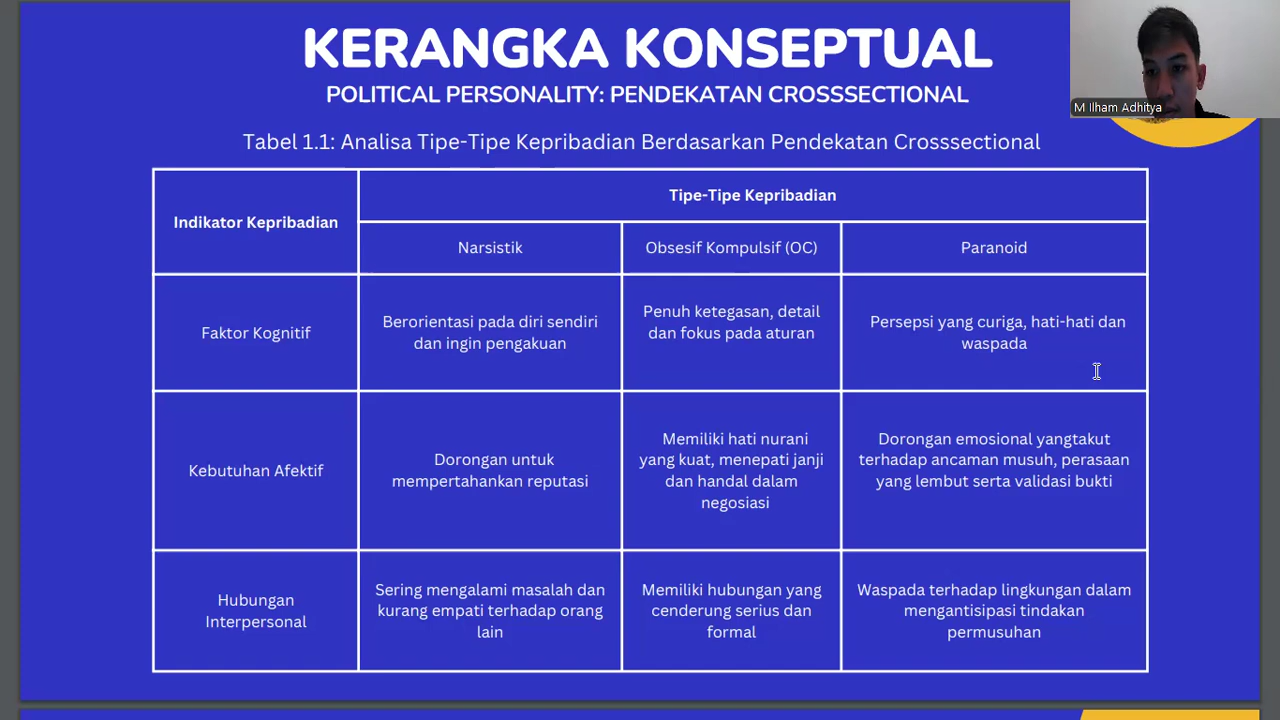 KERANGKA KONSEPTUAL
POLITICAL PERSONALITY: PENDEKATAN CROSSSECTIONAL
M Ilham Adhitya
Tabel 1.1: Analisa Tipe-Tipe Kepribadian Berdasarkan Pendekatan Crosssectional
Indikator Kepribadian
Tipe-Tipe Kepribadian
Narsistik
Obsesif Kompulsif (OC)
Paranoid
Faktor Kognitif
Berorientasi pada diri sendiri
dan ingin pengakuan
Penuh ketegasan, detail
dan fokus pada aturan
Persepsi yang curiga, hati-hati dan
waspada
Kebutuhan Afektif
Dorongan untuk
mempertahankan reputasi
Memiliki hati nurani
yang kuat, menepati janji
dan handal dalam
negosiasi
Dorongan emosional yangtakut
terhadap ancaman musuh, perasaan
yang lembut serta validasi bukti
Hubungan
Interpersonal
Sering mengalami masalah dan
kurang empati terhadap orang
lain
Memiliki hubungan yang
cenderung serius dan
formal
Waspada terhadap lingkungan dalam
mengantisipasi tindakan
permusuhan